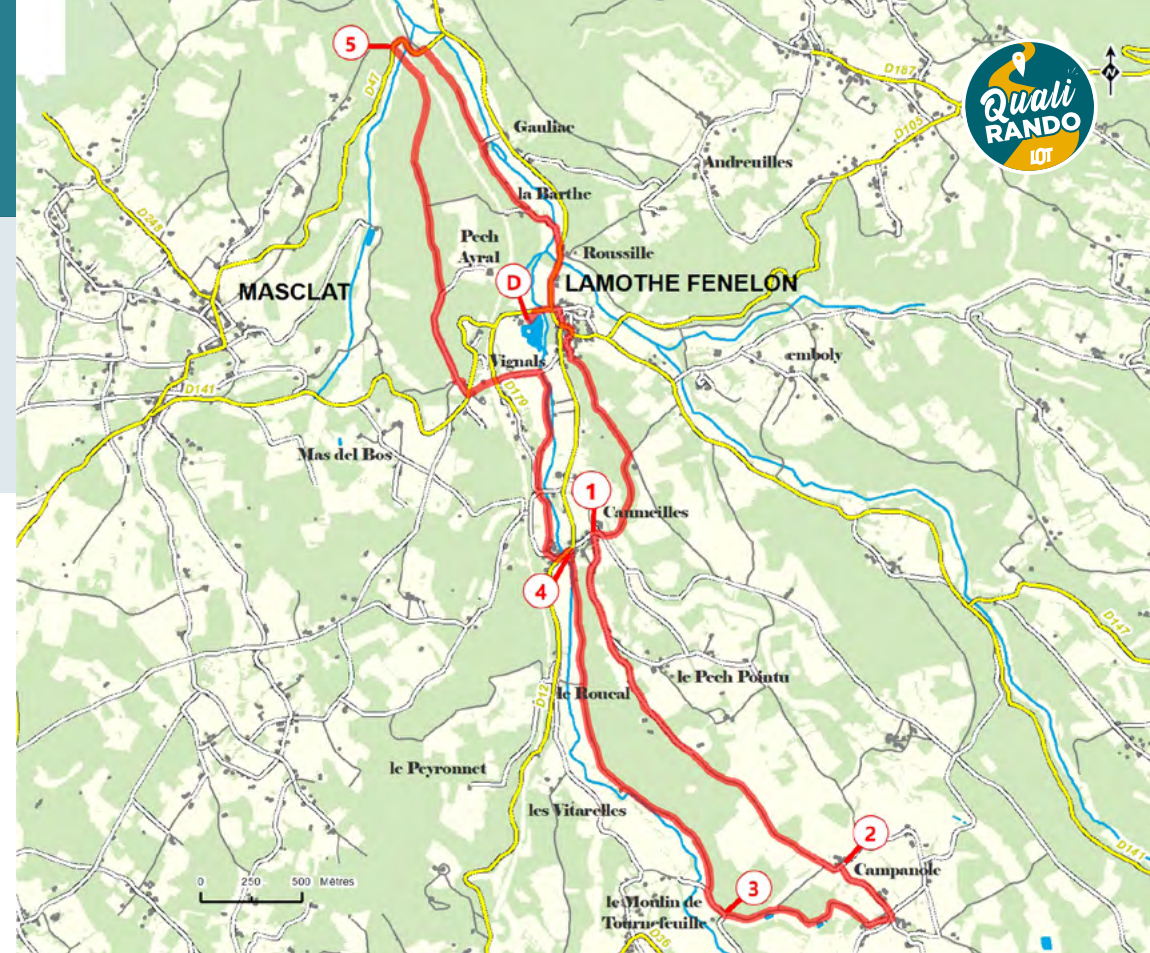 5
D47
D187
Quali
RANDO
LOT
N
Gauliac
D105
Andreuilles
la Barthe
D248
Pech
Ayral
Roussille
D
LAMOTHE FENELON
MASCLAT
Vignals
emboly
D141
D179
Mas del Bos
1
Caumeilles
4
D147
le Pech Pointu
le Roucal
D12
le Peyronnet
les Vitarelles
2
D141
Campanole
0 250 500 Mètres
3
le Moulin de
Tournefeuille
D36